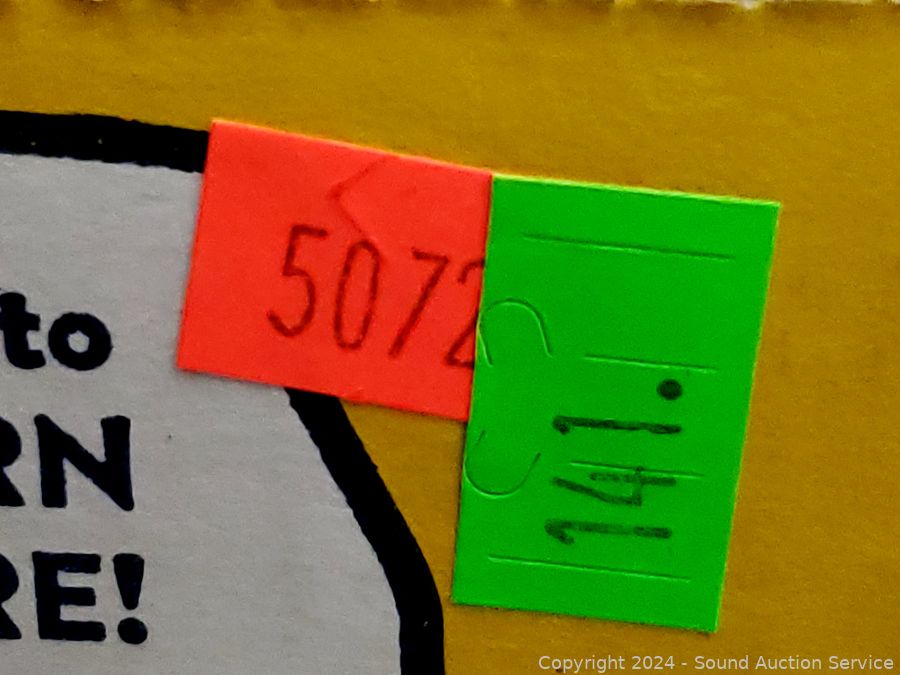 5072
141.
to
RN
RE!
Copyright 2024 - Sound Auction Service